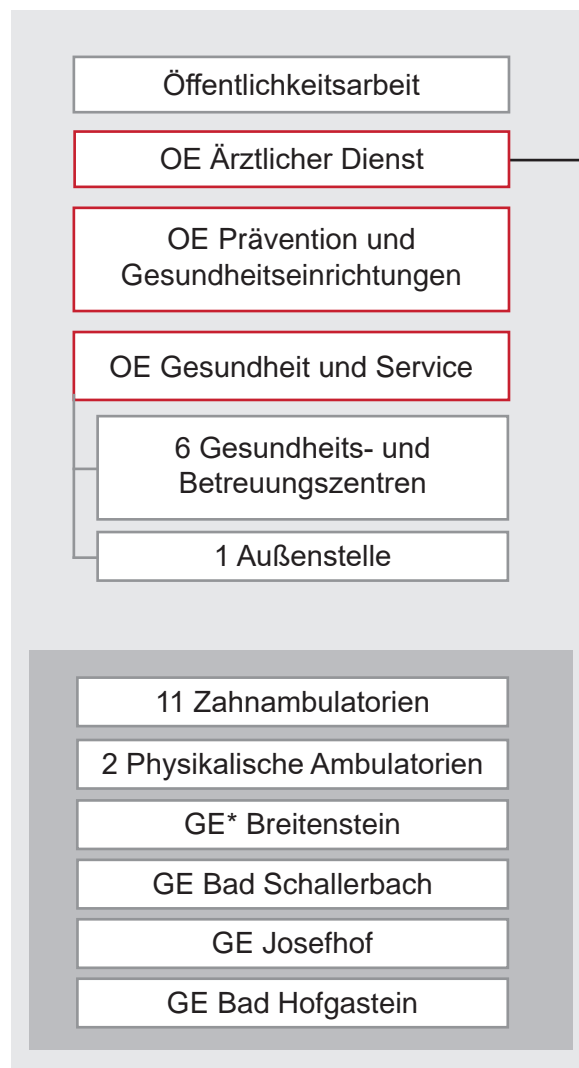 Öffentlichkeitsarbeit
OE Ärztlicher Dienst
OE Prävention und
Gesundheitseinrichtungen
OE Gesundheit und Service
6 Gesundheits- und
Betreuungszentren
1 Außenstelle
11 Zahnambulatorien
2 Physikalische Ambulatorien
GE* Breitenstein
GE Bad Schallerbach
GE Josefhof
GE Bad Hofgastein